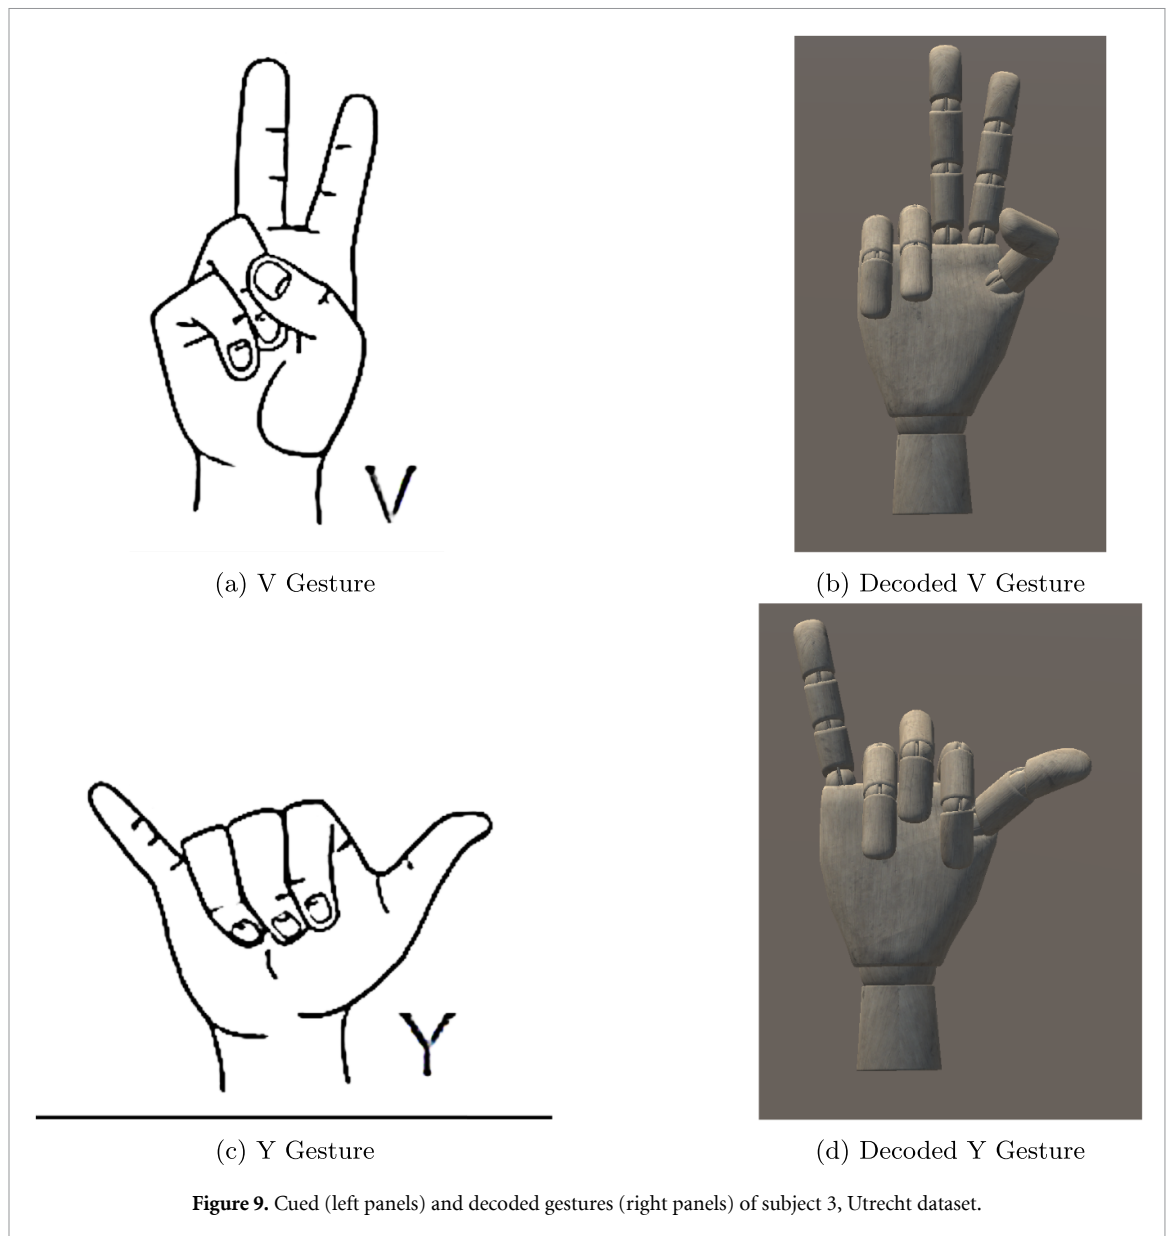 V
(a) V Gesture
(b) Decoded V Gesture
Y
(c) Y Gesture
(d) Decoded Y Gesture
Figure 9. Cued (left panels) and decoded gestures (right panels) of subject 3, Utrecht dataset.